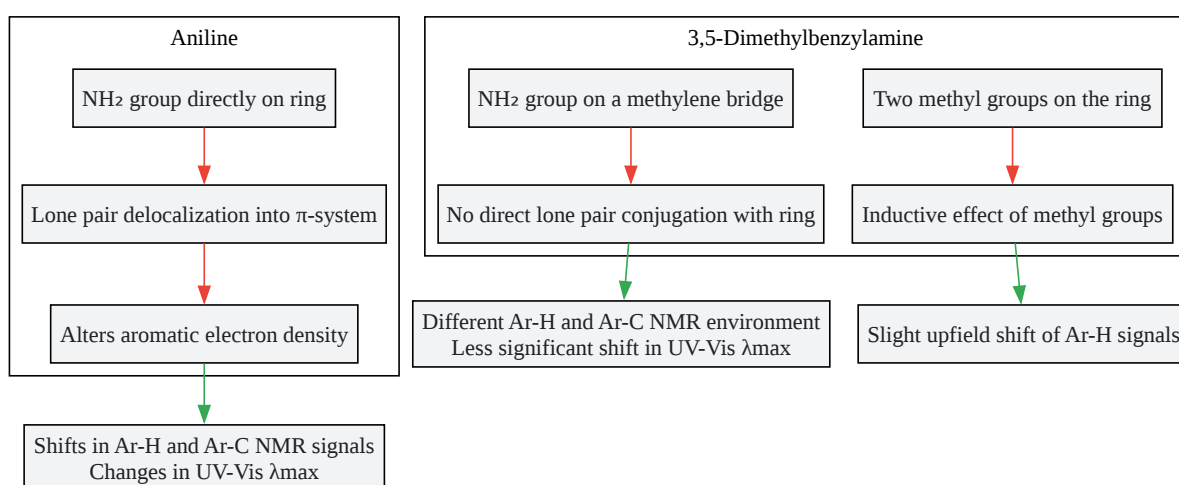 Aniline
NH₂ group directly on ring
Lone pair delocalization into π-system
Alters aromatic electron density
Shifts in Ar-H and Ar-C NMR signals
Changes in UV-Vis λmax
3,5-Dimethylbenzylamine
NH₂ group on a methylene bridge
No direct lone pair conjugation with ring
Different Ar-H and Ar-C NMR environment
Less significant shift in UV-Vis λmax
Two methyl groups on the ring
Inductive effect of methyl groups
Slight upfield shift of Ar-H signals